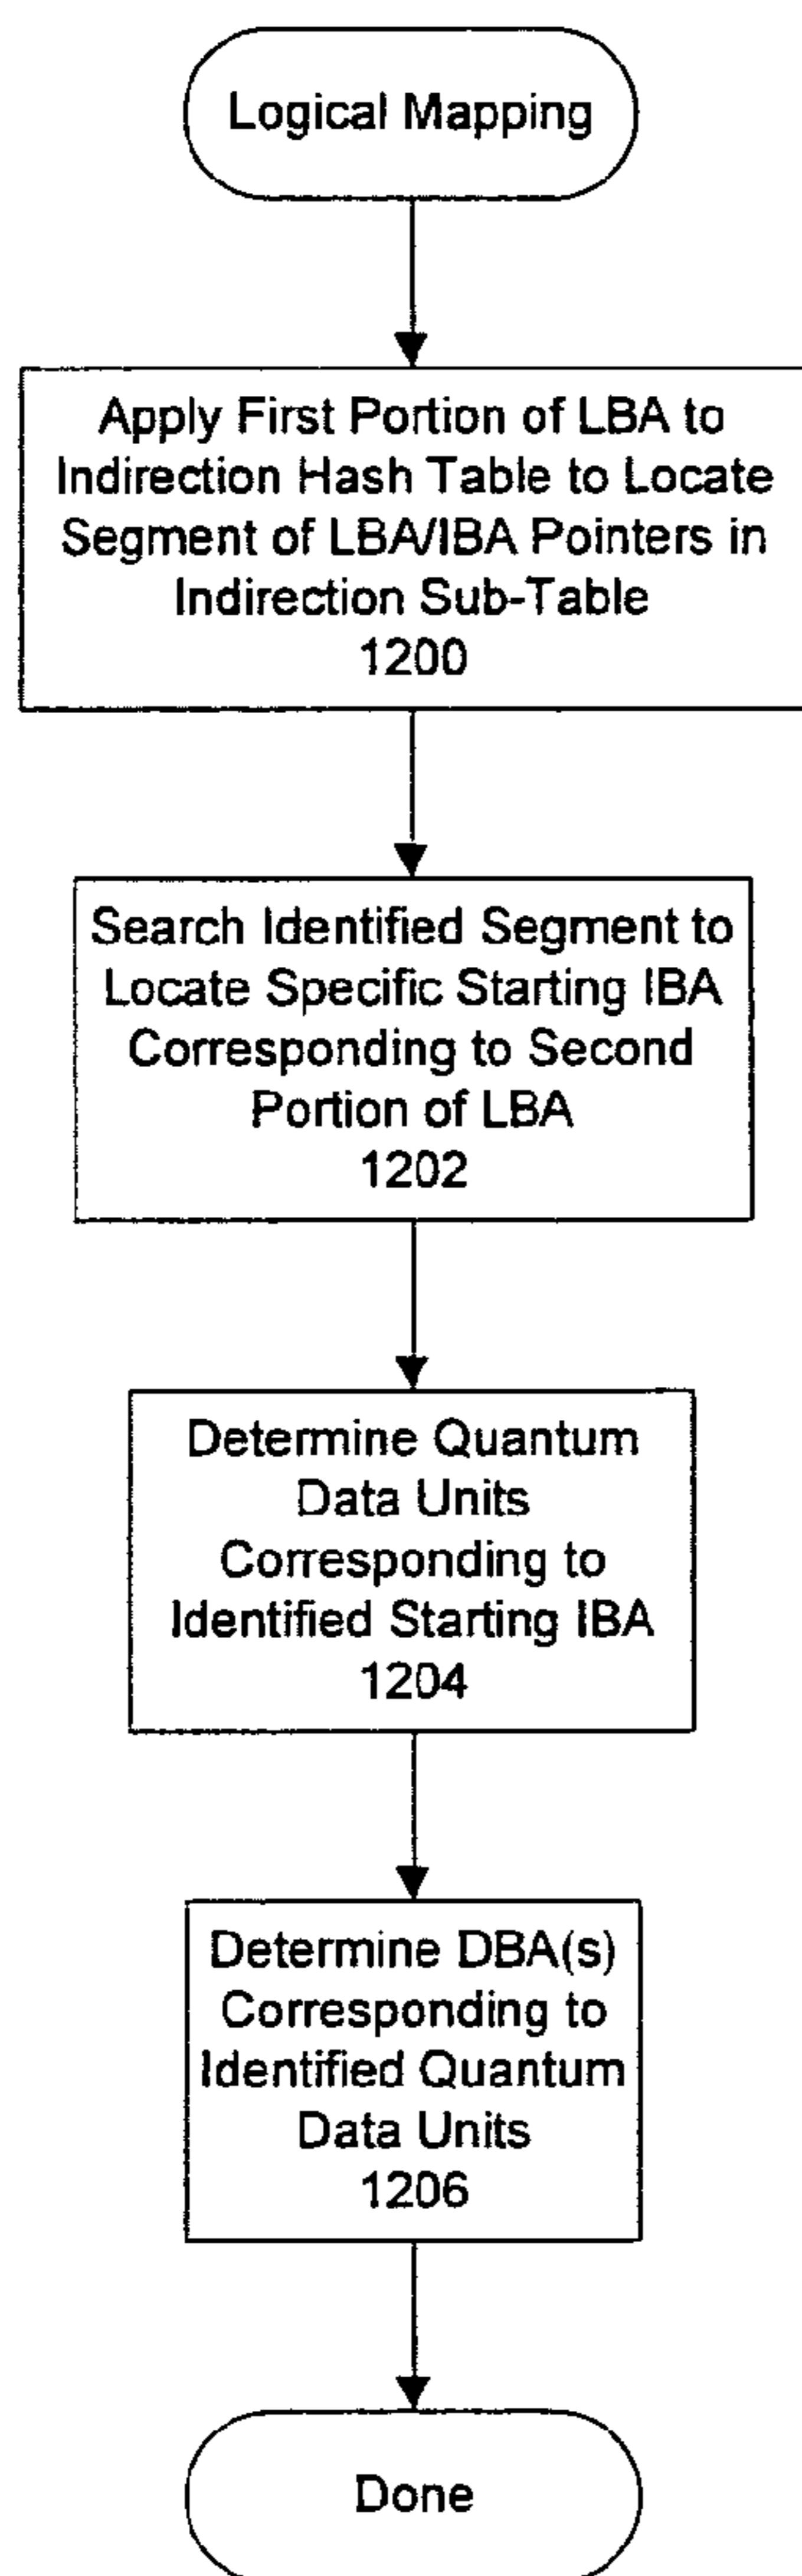 Logical Mapping
Apply First Portion of LBA to
Indirection Hash Table to Locate
Segment of LBA/IBA Pointers in
Indirection Sub-Table
1200
Search Identified Segment to
Locate Specific Starting IBA
Corresponding to Second
Portion of LBA
1202
Determine Quantum
Data Units
Corresponding to
Identified Starting IBA
1204
Determine DBA(s)
Corresponding to
Identified Quantum
Data Units
1206
Done